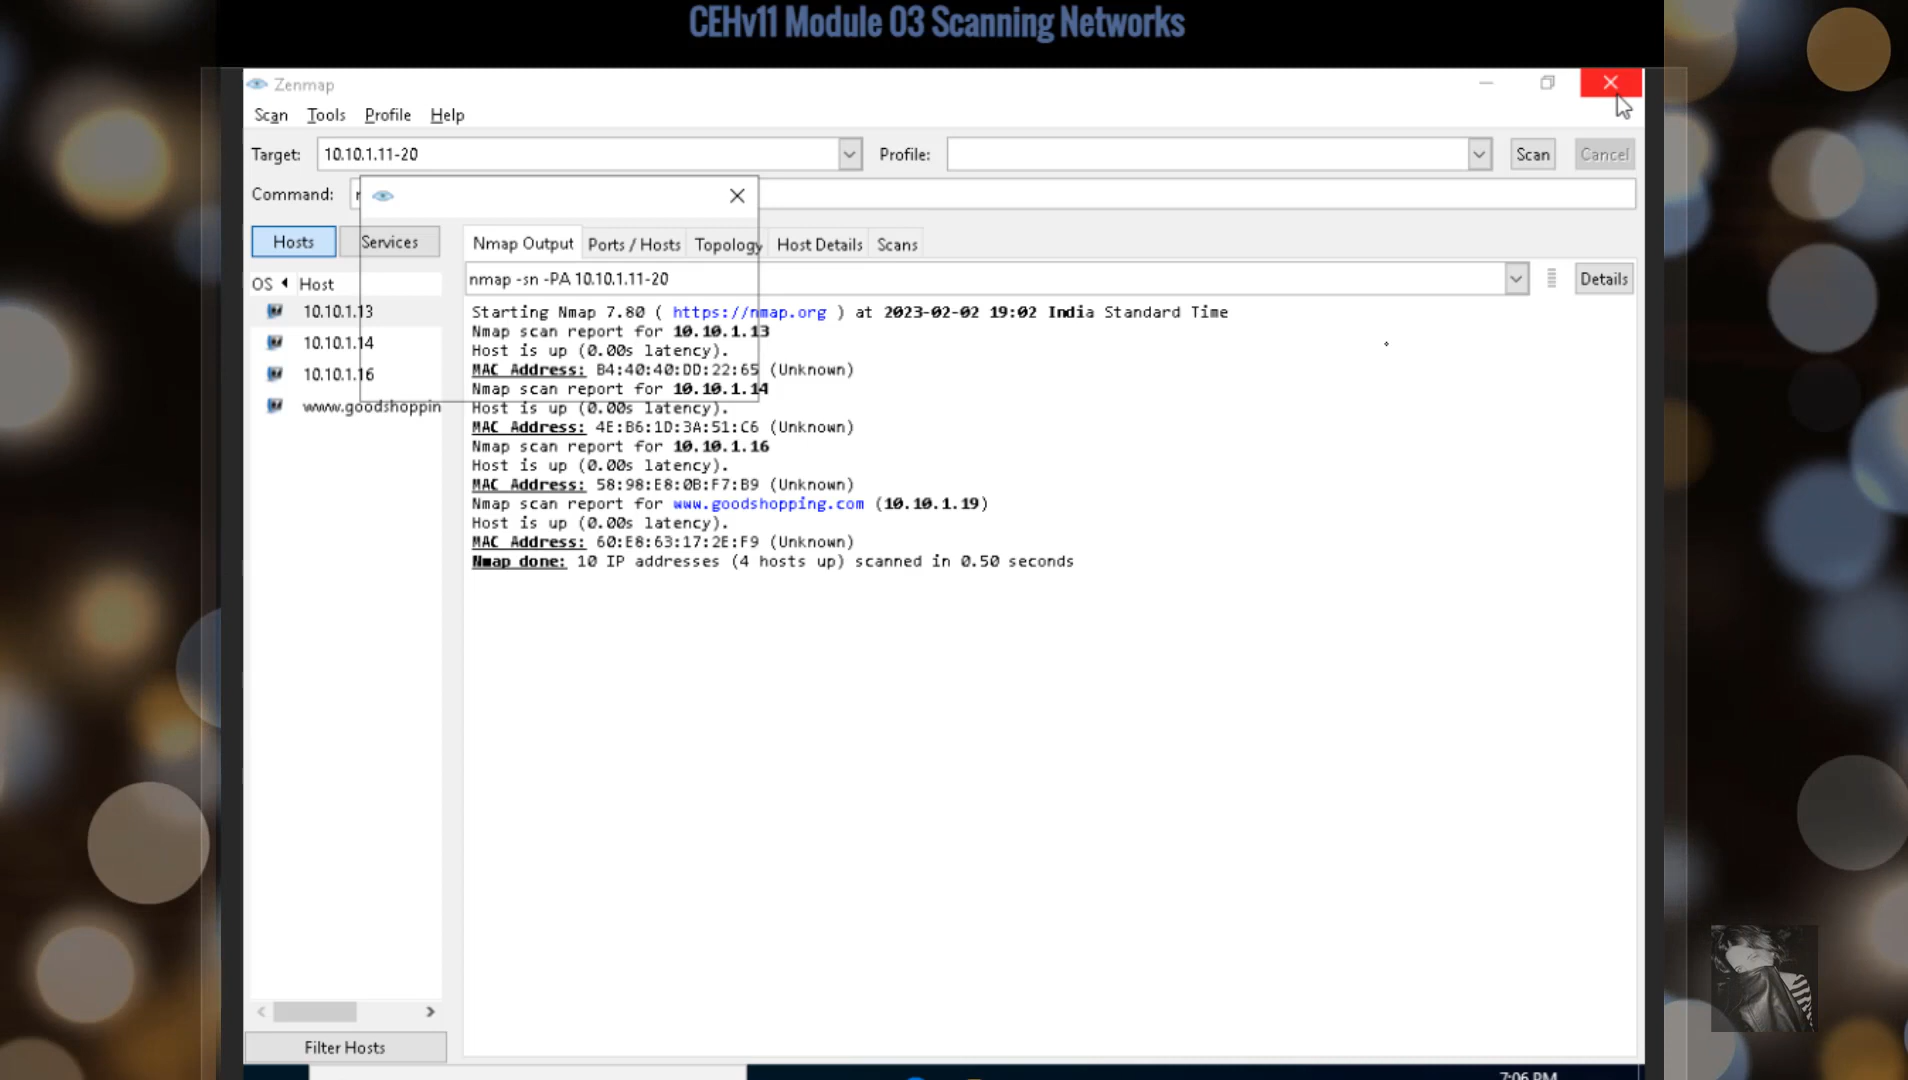 CEHv11 Module 03 Scanning Networks
Zenmap
Scan Tools Profile Help
Target: 10.10.1.11-20 Profile: Scan Cancel
Command:
Hosts Services
Nmap Output Ports / Hosts Topology Host Details Scans
OS Host
10.10.1.13
10.10.1.14
10.10.1.16
www.goodshoppin
nmap -sn -PA 10.10.1.11-20 Details
Starting Nmap 7.80 ( https://nmap.org ) at 2023-02-02 19:02 India Standard Time
Nmap scan report for 10.10.1.13
Host is up (0.00s latency).
MAC Address: B4:40:40:DD:22:65 (Unknown)
Nmap scan report for 10.10.1.14
Host is up (0.00s latency).
MAC Address: 4E:B6:1D:3A:51:C6 (Unknown)
Nmap scan report for 10.10.1.16
Host is up (0.00s latency).
MAC Address: 58:98:E8:0B:F7:B9 (Unknown)
Nmap scan report for www.goodshopping.com (10.10.1.19)
Host is up (0.00s latency).
MAC Address: 60:E8:63:17:2E:F9 (Unknown)
Nmap done: 10 IP addresses (4 hosts up) scanned in 0.50 seconds
Filter Hosts
7:06 PM